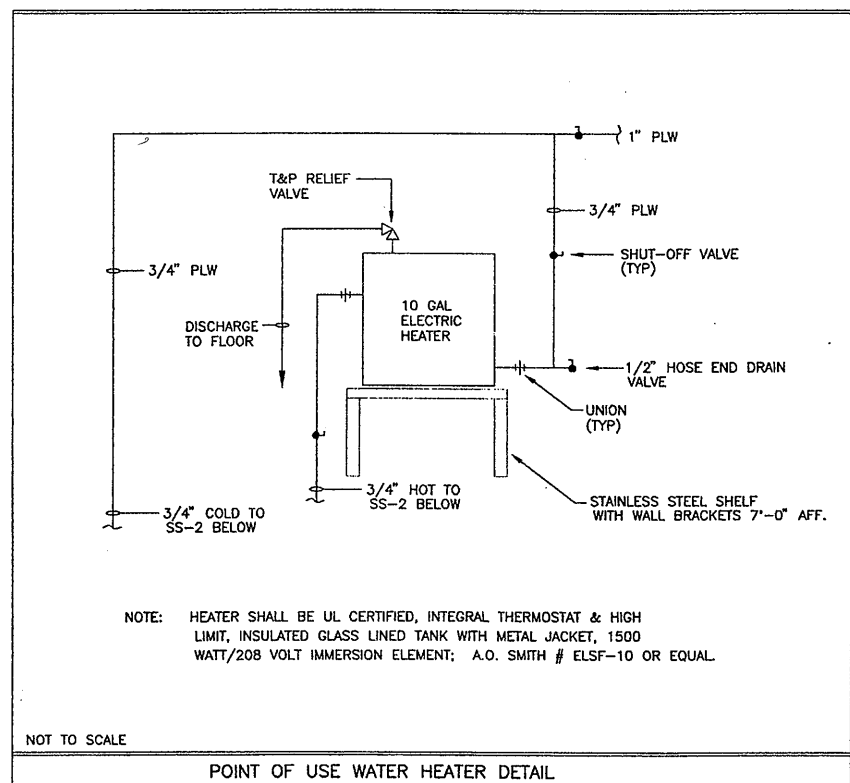 1" PLW
T&P RELIEF
VALVE
3/4" PLW
SHUT-OFF VALVE
(TYP)
3/4" PLW
10 GAL
ELECTRIC
HEATER
DISCHARGE
TO FLOOR
1/2" HOSE END DRAIN
VALVE
UNION
(TYP)
3/4" HOT TO
SS-2 BELOW
3/4" COLD TO
SS-2 BELOW
STAINLESS STEEL SHELF
WITH WALL BRACKETS 7'-0" AFF.
NOTE: HEATER SHALL BE UL CERTIFIED, INTEGRAL THERMOSTAT & HIGH
LIMIT, INSULATED GLASS LINED TANK WITH METAL JACKET, 1500
WATT/208 VOLT IMMERSION ELEMENT; A.O. SMITH # ELSF-10 OR EQUAL.
NOT TO SCALE
POINT OF USE WATER HEATER DETAIL